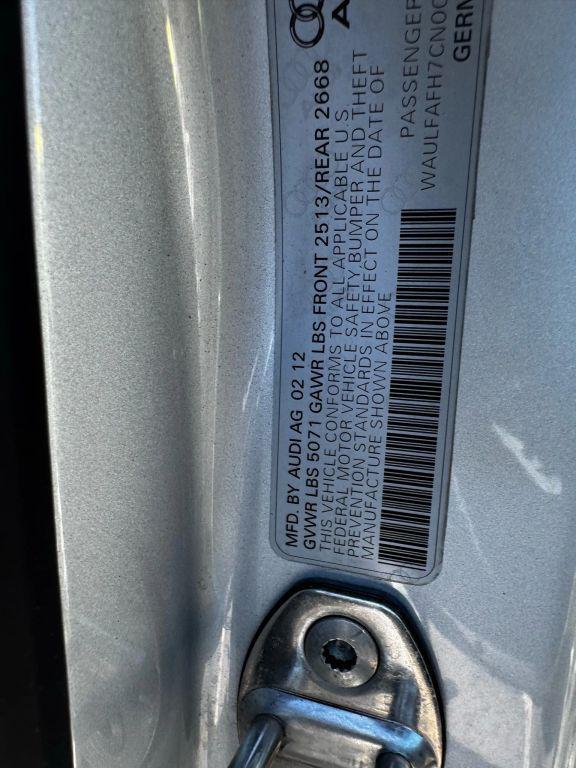 MFD. BY AUDI AG 02 12
GVWR LBS 5071 GAWR LBS FRONT 2513/REAR 2668
THIS VEHICLE CONFORMS TO ALL APPLICABLE U.S.
FEDERAL MOTOR VEHICLE SAFETY, BUMPER AND THEFT
PREVENTION STANDARDS IN EFFECT ON THE DATE OF
MANUFACTURE SHOWN ABOVE
PASSENGER
WAULFAFH7CN0
GERM